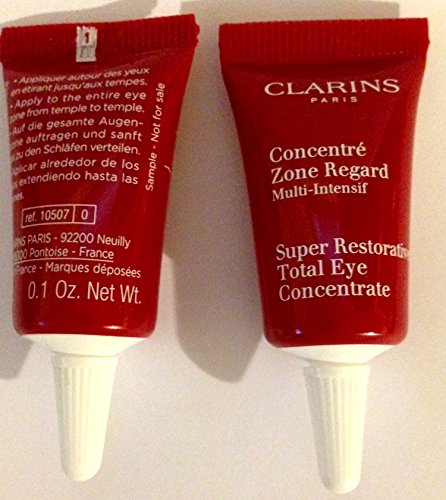 1
• Appliquer autour des yeux
en étirant jusqu'aux tempes.
• Apply to the entire eye
zone from temple to temple.
• Auf die gesamte Augen-
auftragen und sanft
zu den Schläfen verteilen.
alrededor de los
extendiendo hasta las
Sample - Not for sale
ref. 10507 0
PARIS - 92200 Neuilly
Pontoise - France
France - Marques déposées
0.1 Oz. Net Wt.
CLARINS
PARIS
Concentré
Zone Regard
Multi-Intensif
Super Restorative
Total Eye
Concentrate